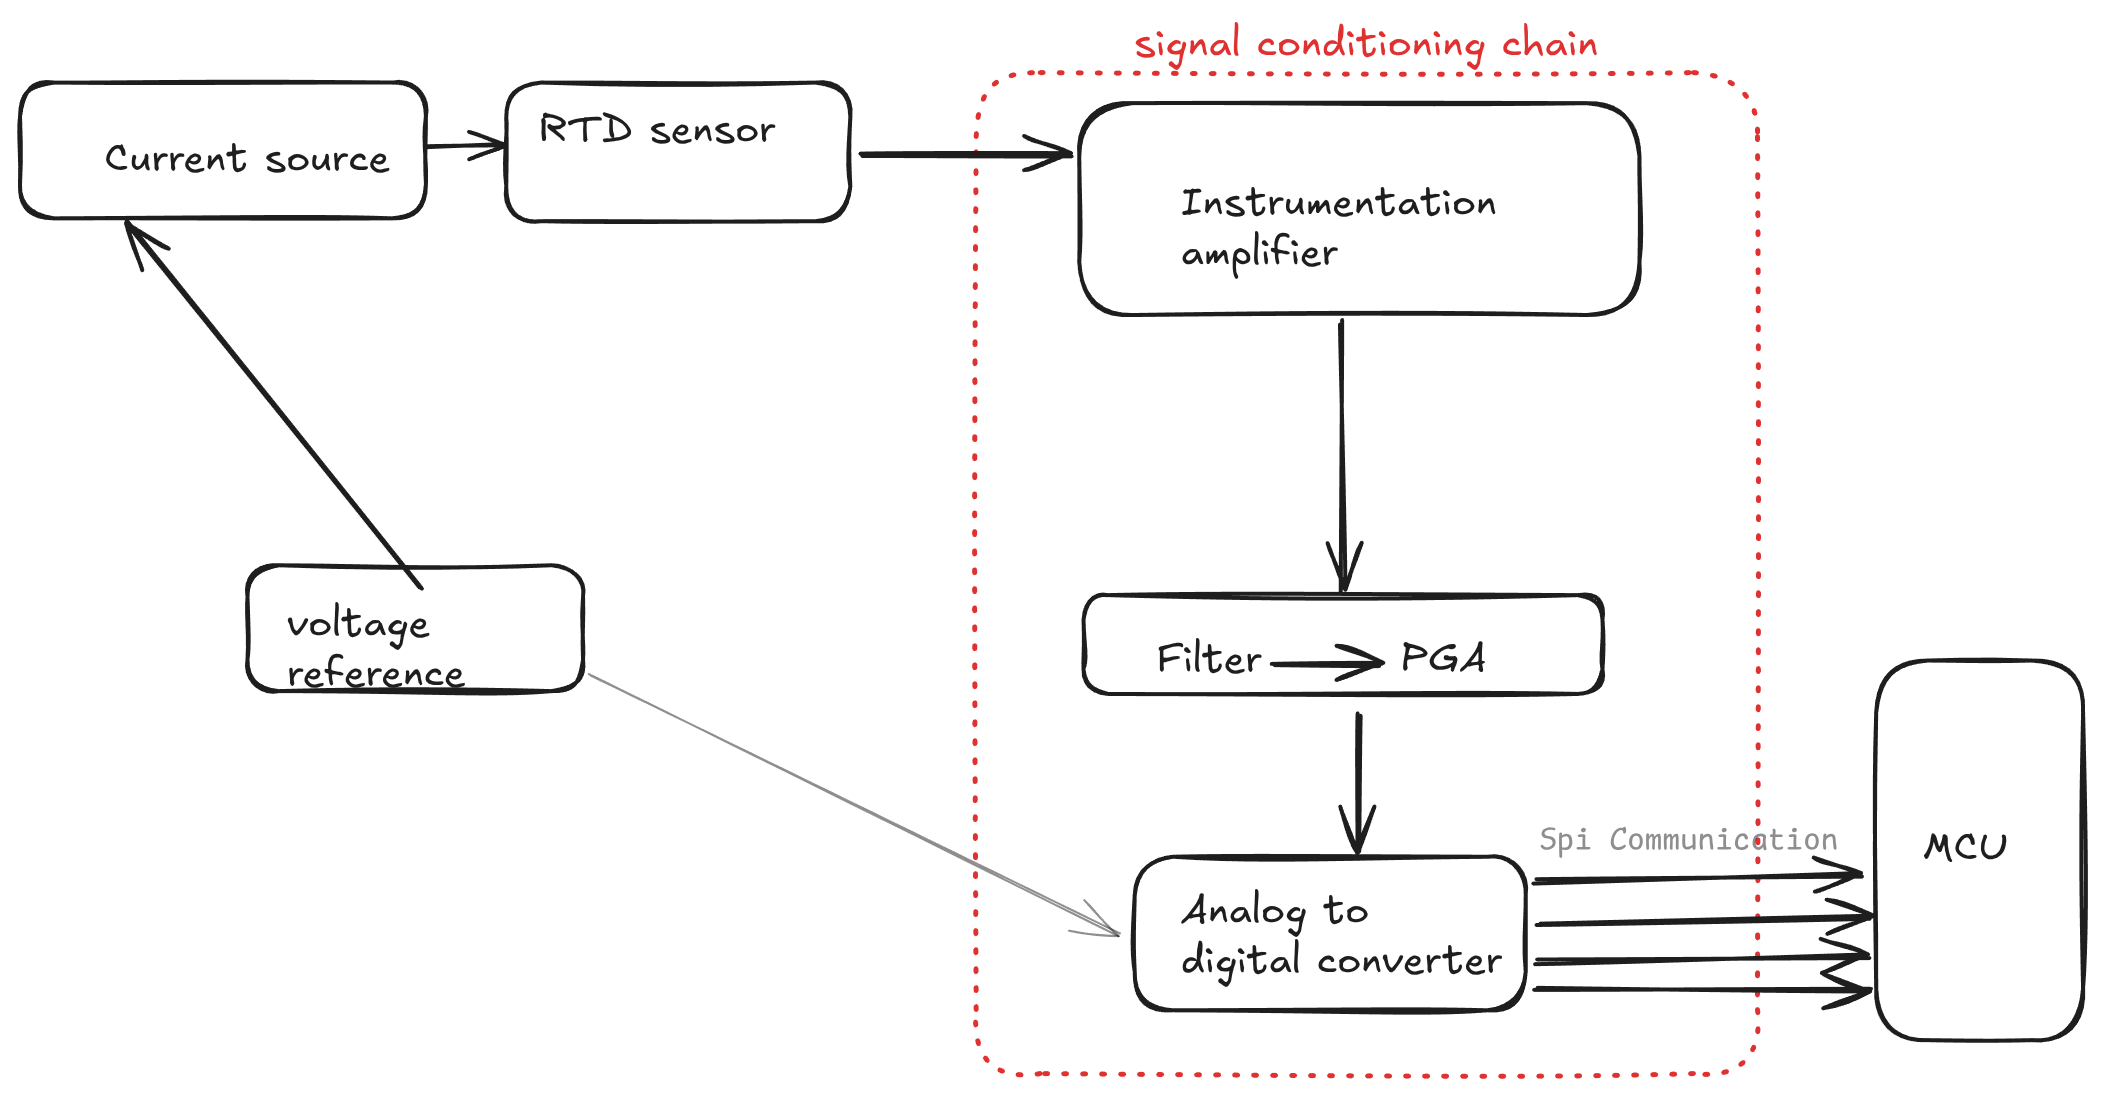 signal conditioning chain
Current source
RTD sensor
Instrumentation
amplifier
voltage
reference
Filter
PGA
Spi Communication
MCU
Analog to
digital converter